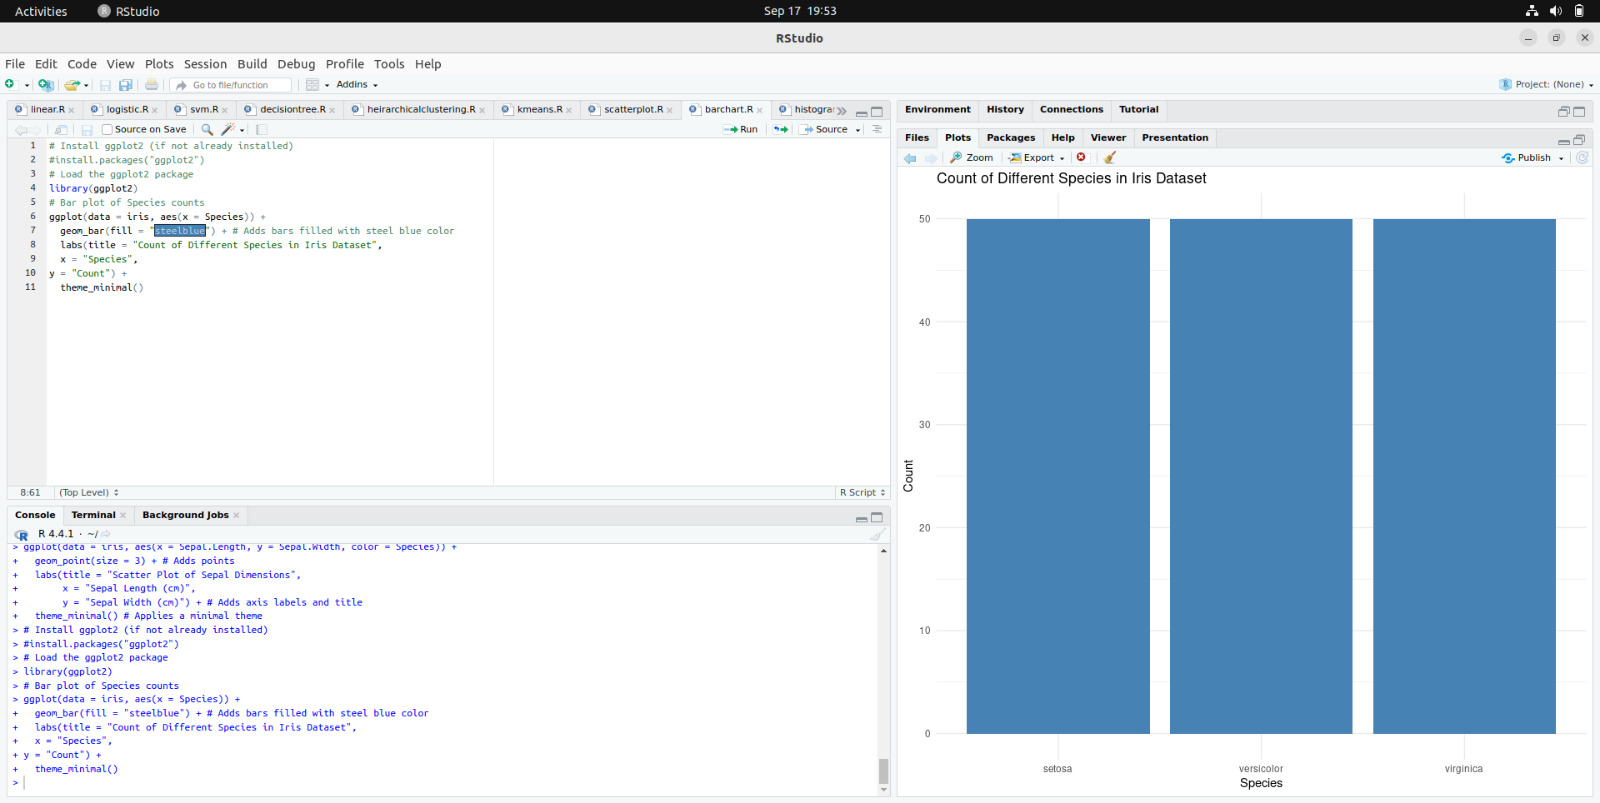 Activities RStudio Sep 17 19:53
RStudio
File Edit Code View Plots Session Build Debug Profile Tools Help
Go to file/function Addins Project: (None)
linear.R logistic.R svm.R decisiontree.R heirarchicalclustering.R kmeans.R scatterplot.R barchart.R histogra
Source on Save Run Source
1 # Install ggplot2 (if not already installed)
2 #install.packages("ggplot2")
3 # Load the ggplot2 package
4 library(ggplot2)
5 # Bar plot of Species counts
6 ggplot(data = iris, aes(x = Species)) +
7 geom_bar(fill = "steelblue") + # Adds bars filled with steel blue color
8 labs(title = "Count of Different Species in Iris Dataset",
9 x = "Species",
10 y = "Count") +
11 theme_minimal()
8:61 (Top Level) R Script
Console Terminal Background Jobs
R 4.4.1 · ~/
> ggplot(data = iris, aes(x = Sepal.Length, y = Sepal.Width, color = Species)) +
+ geom_point(size = 3) + # Adds points
+ labs(title = "Scatter Plot of Sepal Dimensions",
+ x = "Sepal Length (cm)",
+ y = "Sepal Width (cm)") + # Adds axis labels and title
+ theme_minimal() # Applies a minimal theme
> # Install ggplot2 (if not already installed)
> #install.packages("ggplot2")
> # Load the ggplot2 package
> library(ggplot2)
> # Bar plot of Species counts
> ggplot(data = iris, aes(x = Species)) +
+ geom_bar(fill = "steelblue") + # Adds bars filled with steel blue color
+ labs(title = "Count of Different Species in Iris Dataset",
+ x = "Species",
+ y = "Count") +
+ theme_minimal()
>
Environment History Connections Tutorial
Files Plots Packages Help Viewer Presentation
Zoom Export Publish
Count of Different Species in Iris Dataset
50
40
30
20
10
0
Count
setosa versicolor virginica
Species